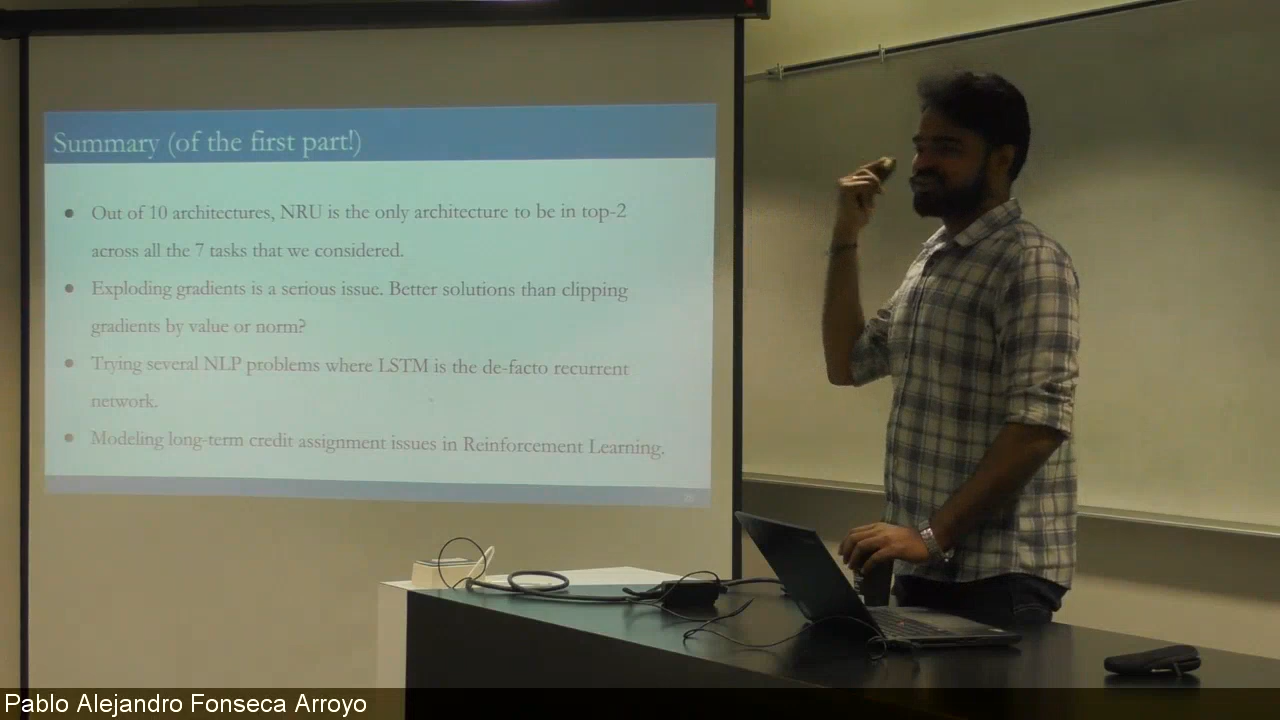 Summary (of the first part!)
• Out of 10 architectures, NRU is the only architecture to be in top-2
across all the 7 tasks that we considered.
• Exploding gradients is a serious issue. Better solutions than clipping
gradients by value or norm?
• Trying several NLP problems where LSTM is the de-facto recurrent
network.
• Modeling long-term credit assignment issues in Reinforcement Learning.
Pablo Alejandro Fonseca Arroyo